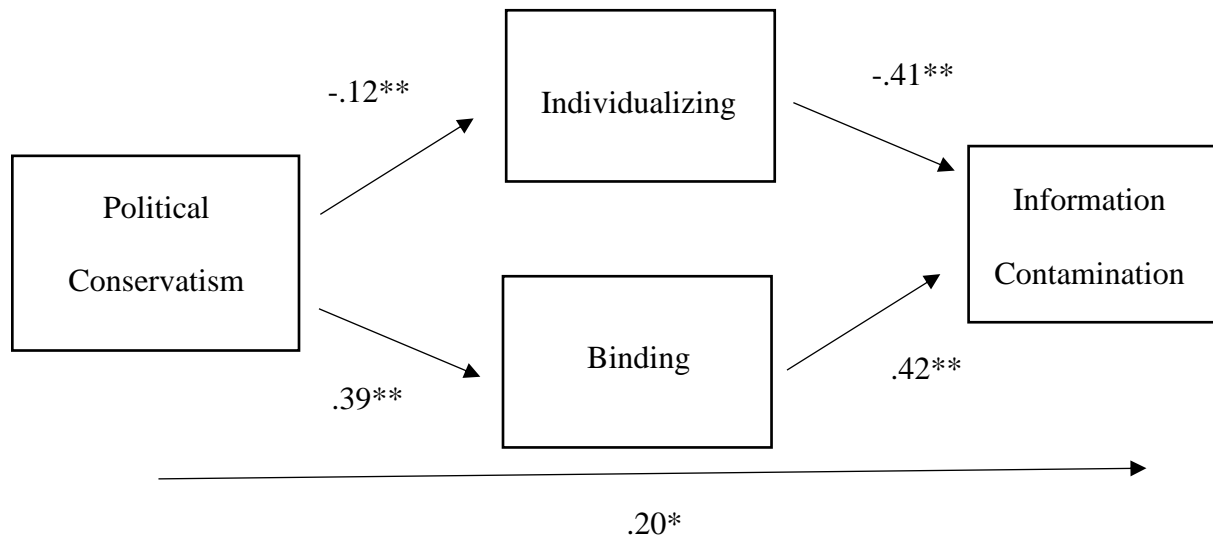 -.12**
Individualizing
-.41**
Political
Conservatism
Information
Contamination
Binding
.39**
.42**
.20*